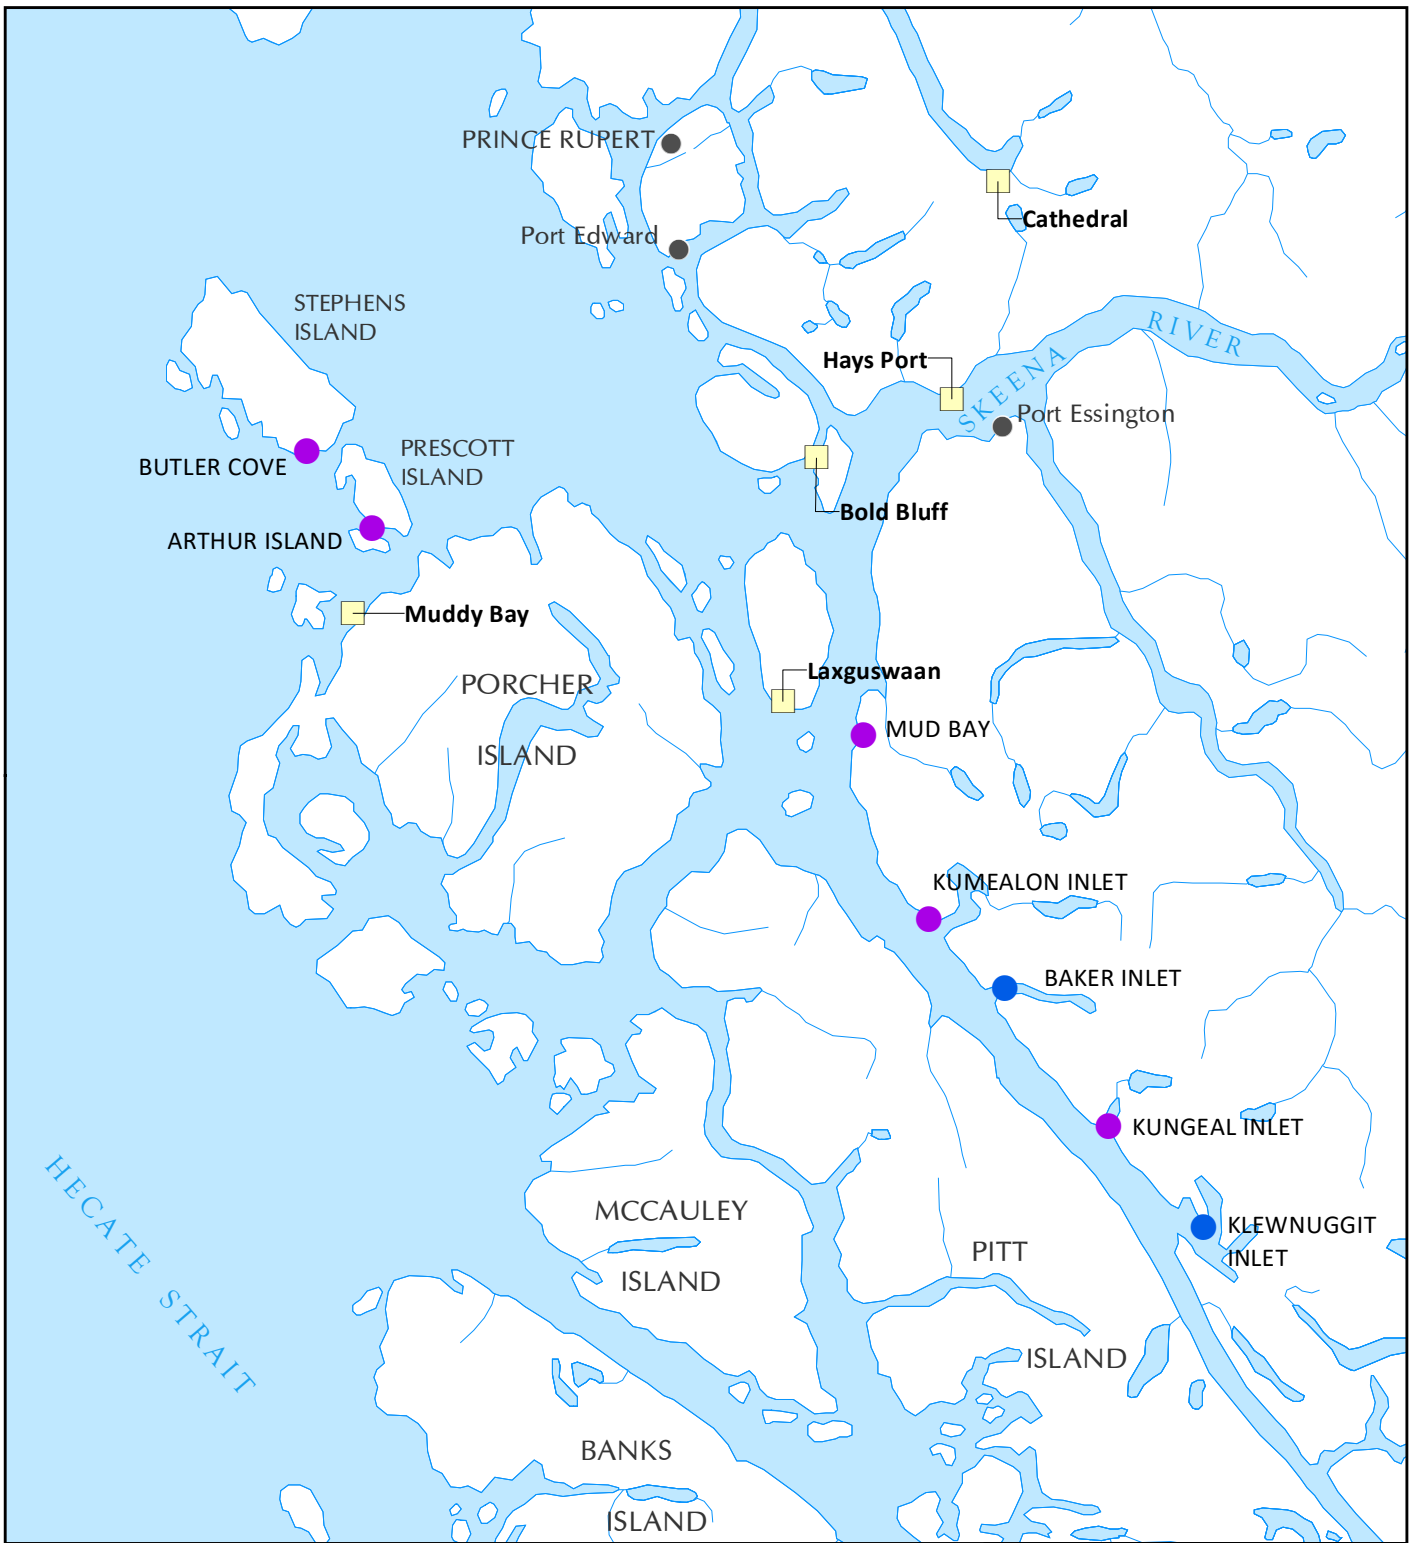 PRINCE RUPERT
Cathedral
Port Edward
STEPHENS
ISLAND
RIVER
Hays Port
SKEENA
Port Essington
PRESCOTT
ISLAND
BUTLER COVE
Bold Bluff
ARTHUR ISLAND
Muddy Bay
Laxguswaan
PORCHER
ISLAND
MUD BAY
KUMEALON INLET
BAKER INLET
KUNGEAL INLET
HECATE STRAIT
MCCAULEY
ISLAND
KLEWNUGGIT
INLET
PITT
ISLAND
BANKS
ISLAND